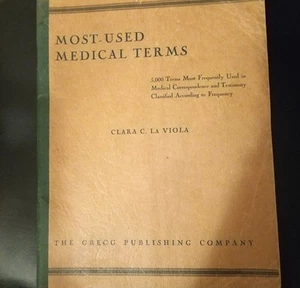 MOST-USED
MEDICAL TERMS
5,000 Terms Most Frequently Used in
Medical Correspondence and Testimony
Classified According to Frequency
CLARA C. LA VIOLA
THE GREGG PUBLISHING COMPANY